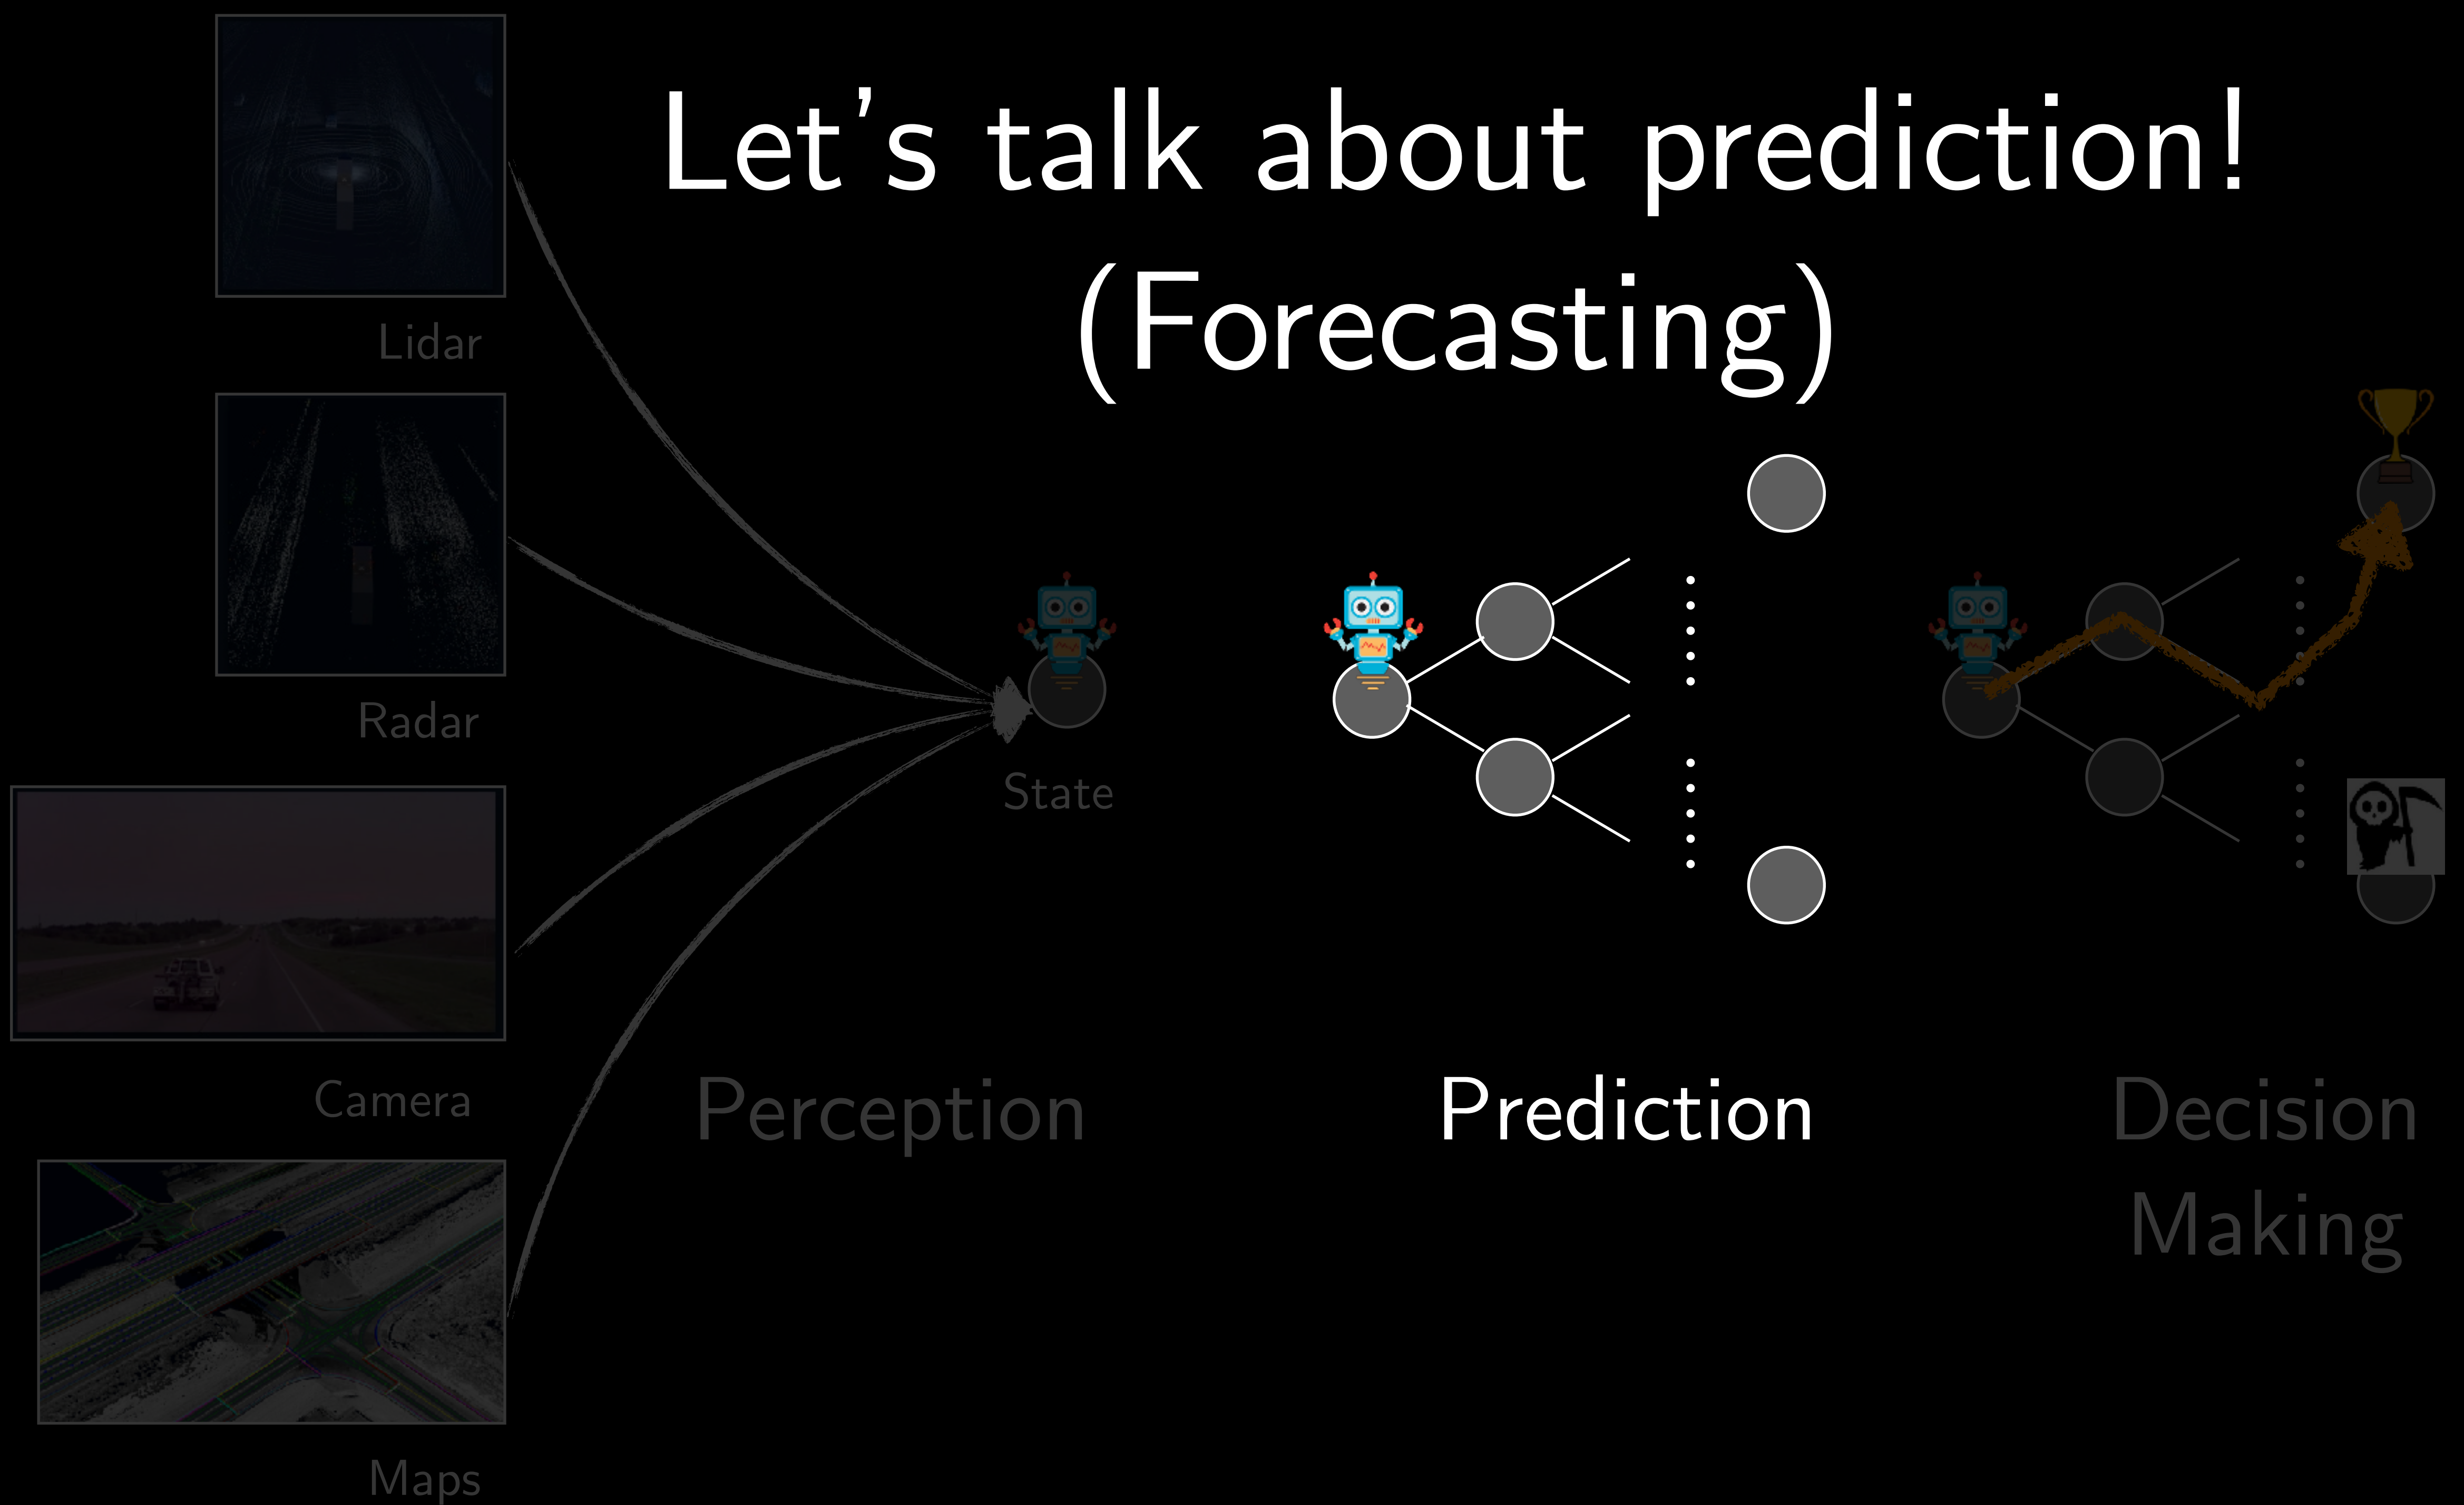 Let's talk about prediction!
(Forecasting)
Lidar
Radar
Camera
Maps
State
Perception
Prediction
Decision
Making